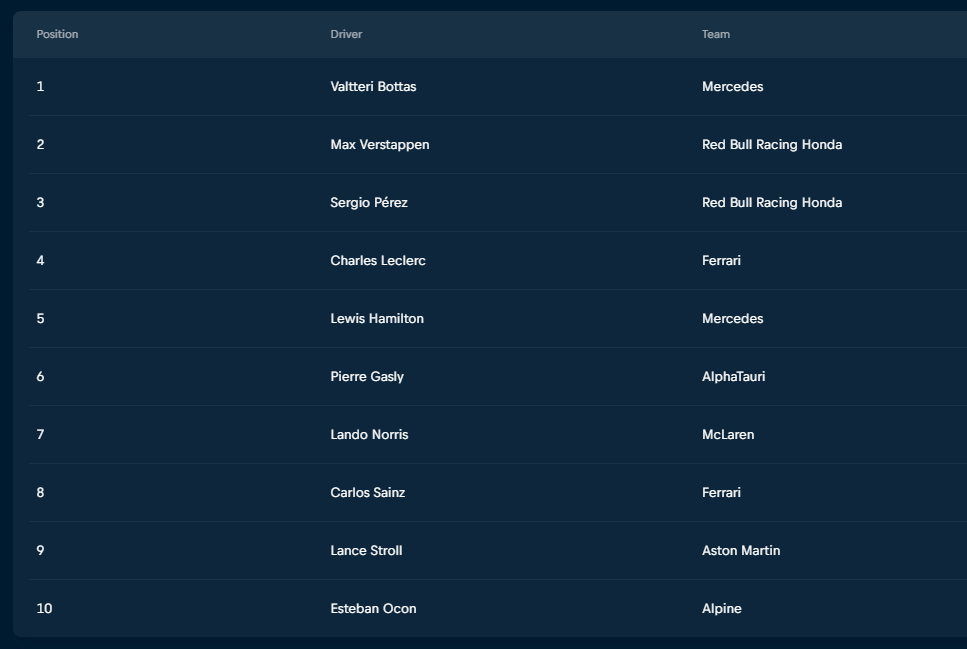 Position Driver Team
1 Valtteri Bottas Mercedes
2 Max Verstappen Red Bull Racing Honda
3 Sergio Pérez Red Bull Racing Honda
4 Charles Leclerc Ferrari
5 Lewis Hamilton Mercedes
6 Pierre Gasly AlphaTauri
7 Lando Norris McLaren
8 Carlos Sainz Ferrari
9 Lance Stroll Aston Martin
10 Esteban Ocon Alpine